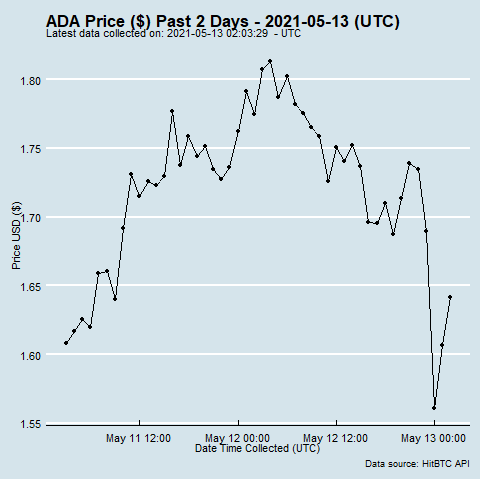 ADA Price ($) Past 2 Days - 2021-05-13 (UTC)
Latest data collected on: 2021-05-13 02:03:29  - UTC
Price USD ($)
1.80
1.75
1.70
1.65
1.60
1.55
May 11 12:00
May 12 00:00
May 12 12:00
May 13 00:00
Date Time Collected (UTC)
Data source: HitBTC API